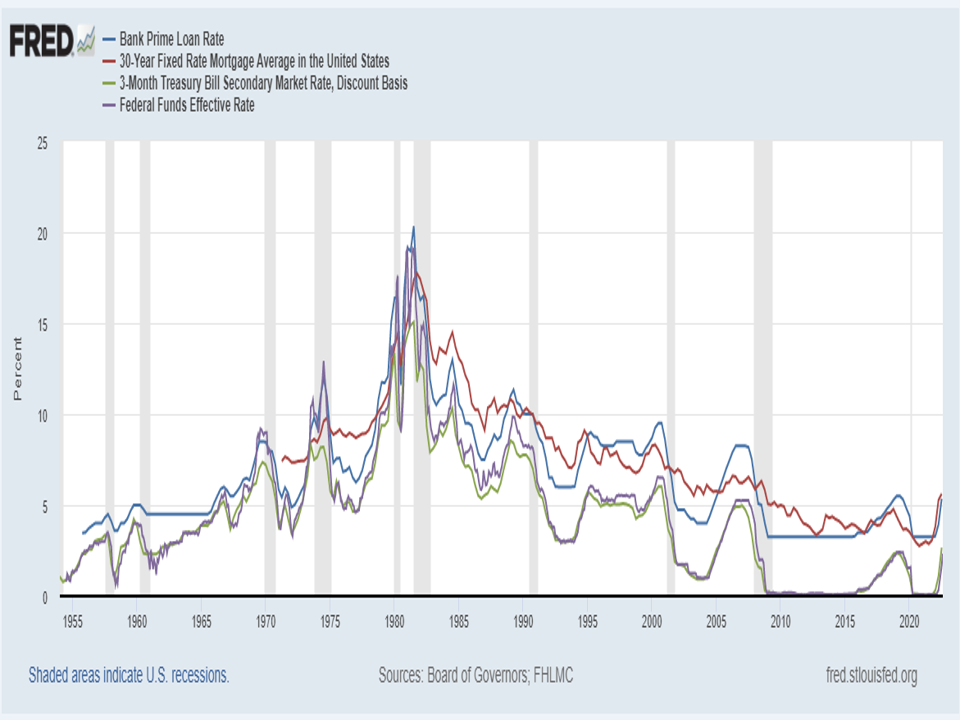 FRED
Bank Prime Loan Rate
30-Year Fixed Rate Mortgage Average in the United States
3-Month Treasury Bill Secondary Market Rate, Discount Basis
Federal Funds Effective Rate
25
20
15
10
5
0
Percent
1955 1960 1965 1970 1975 1980 1985 1990 1995 2000 2005 2010 2015 2020
Shaded areas indicate U.S. recessions. Sources: Board of Governors; FHLMC fred.stlouisfed.org